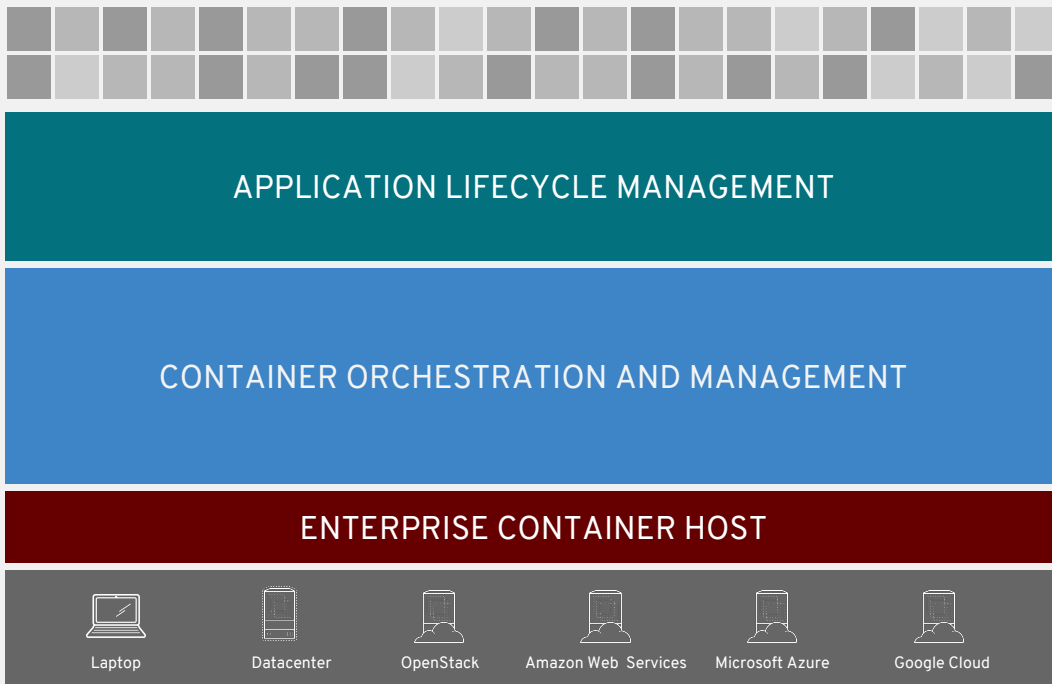 APPLICATION LIFECYCLE MANAGEMENT
CONTAINER ORCHESTRATION AND MANAGEMENT
ENTERPRISE CONTAINER HOST
Laptop
Datacenter
OpenStack
Amazon Web Services
Microsoft Azure
Google Cloud